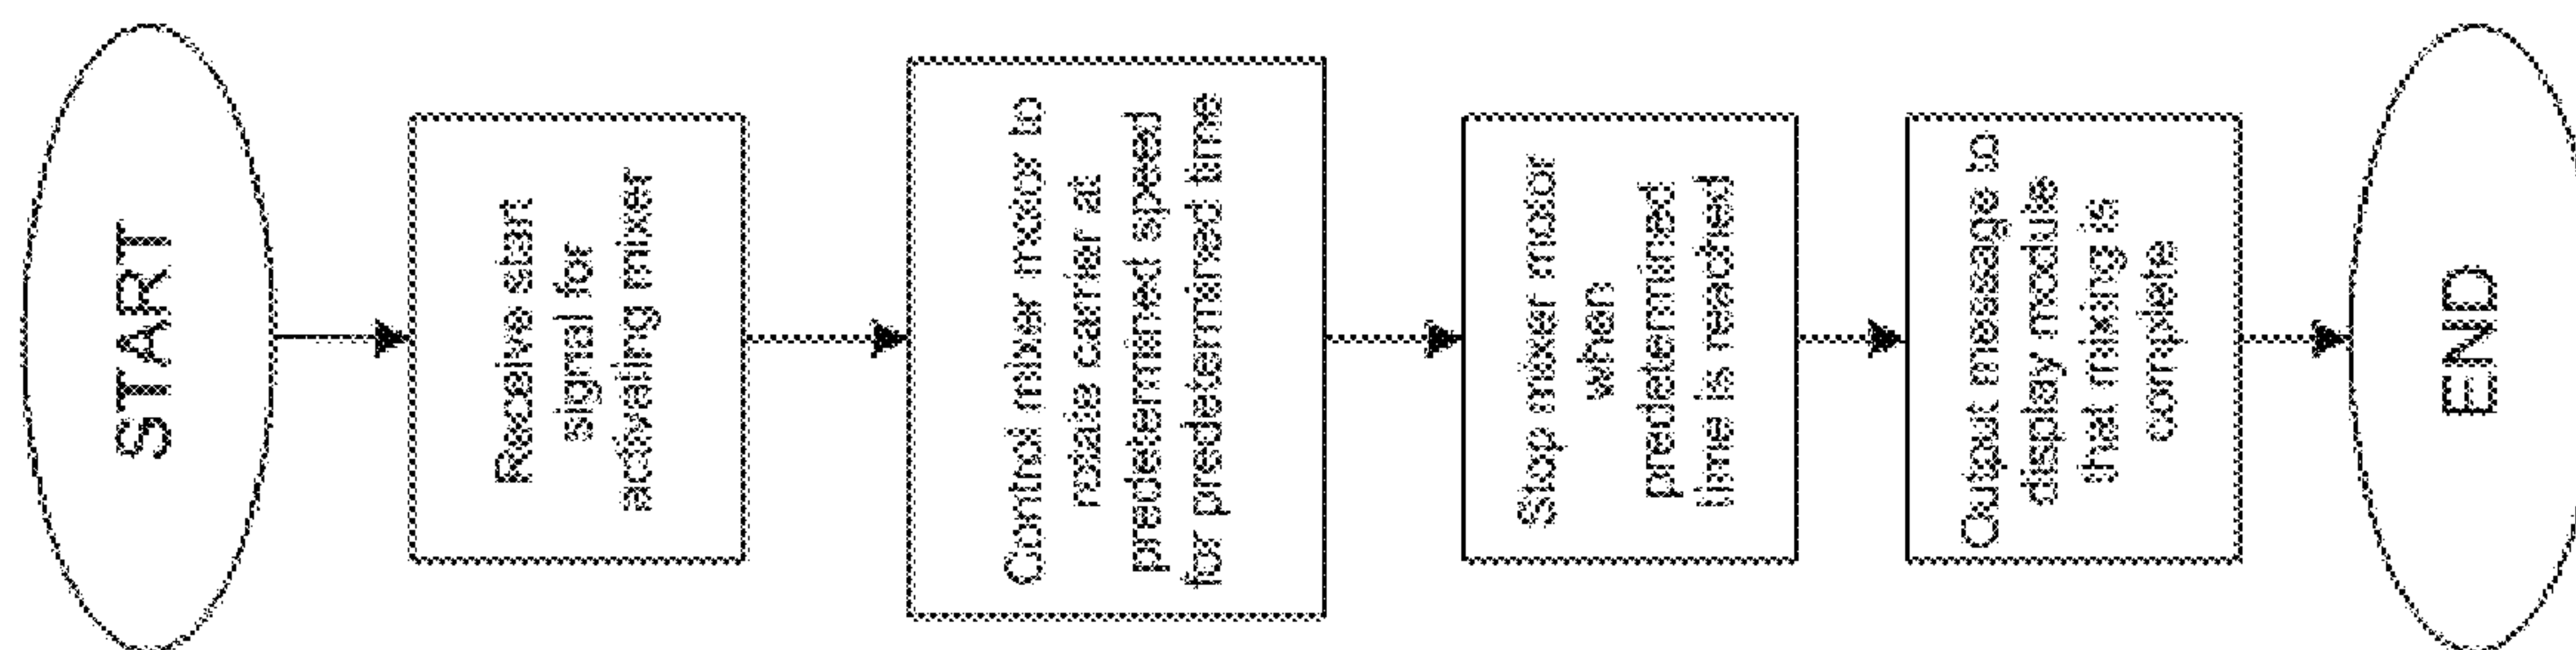 START
Receive start
signal for
activating mixer
Control mixer motor to
rotate carrier at
predetermined speed
for predetermined time
Stop mixer motor
when
predetermined
time is reached
Output message to
display module
that mixing is
complete
END